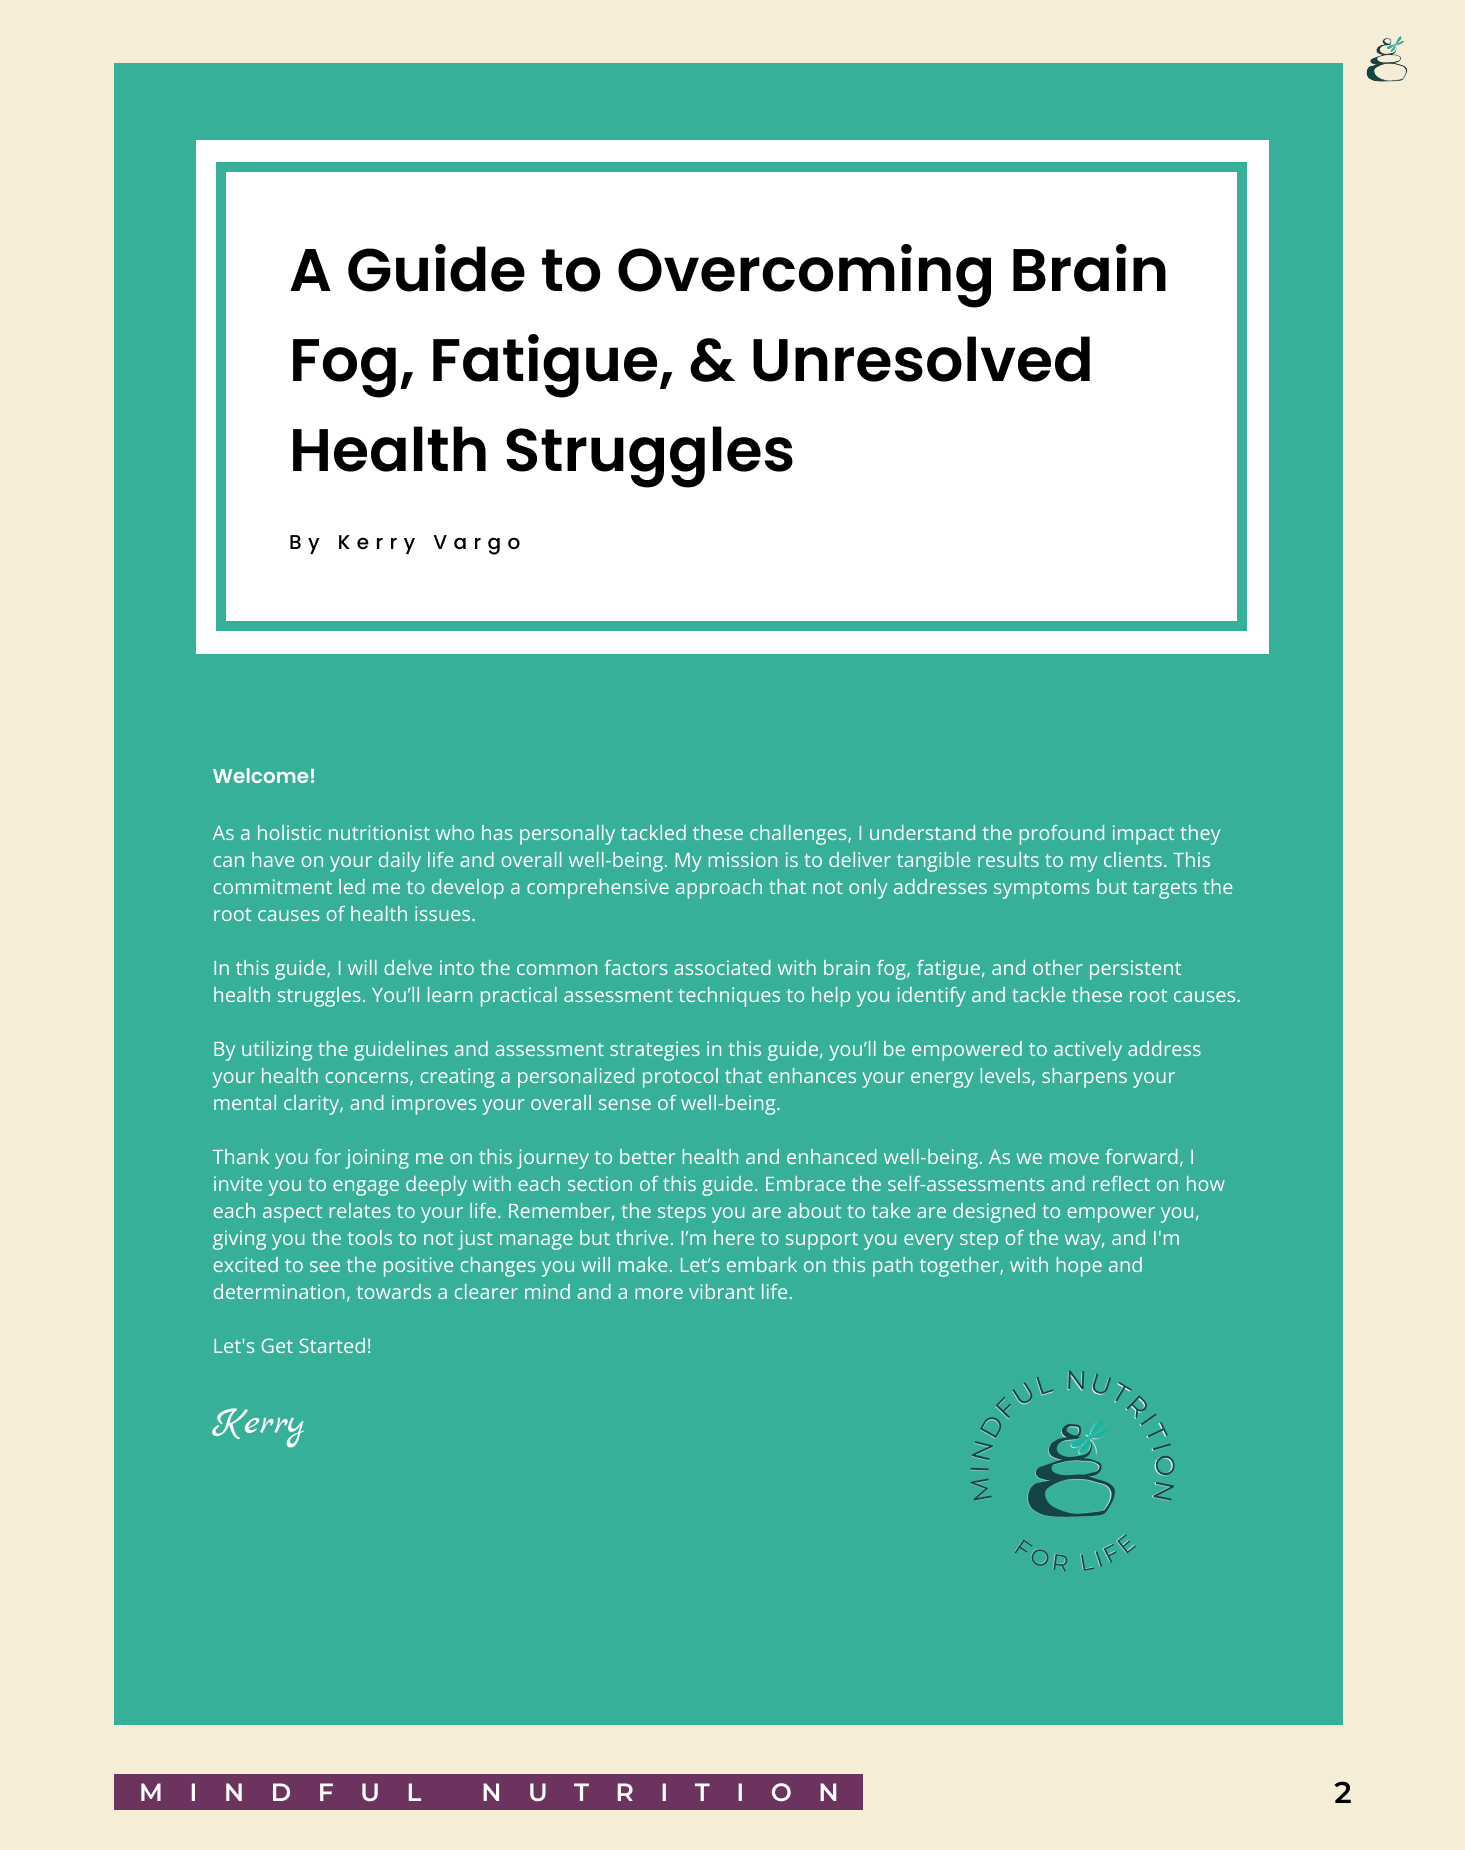 A Guide to Overcoming Brain
Fog, Fatigue, & Unresolved
Health Struggles
By Kerry Vargo
Welcome!
As a holistic nutritionist who has personally tackled these challenges, I understand the profound impact they
can have on your daily life and overall well-being. My mission is to deliver tangible results to my clients. This
commitment led me to develop a comprehensive approach that not only addresses symptoms but targets the
root causes of health issues.
In this guide, I will delve into the common factors associated with brain fog, fatigue, and other persistent
health struggles. You’ll learn practical assessment techniques to help you identify and tackle these root causes.
By utilizing the guidelines and assessment strategies in this guide, you’ll be empowered to actively address
your health concerns, creating a personalized protocol that enhances your energy levels, sharpens your
mental clarity, and improves your overall sense of well-being.
Thank you for joining me on this journey to better health and enhanced well-being. As we move forward, I
invite you to engage deeply with each section of this guide. Embrace the self-assessments and reflect on how
each aspect relates to your life. Remember, the steps you are about to take are designed to empower you,
giving you the tools to not just manage but thrive. I’m here to support you every step of the way, and I'm
excited to see the positive changes you will make. Let’s embark on this path together, with hope and
determination, towards a clearer mind and a more vibrant life.
Let's Get Started!
Kerry
MINDFUL NUTRITION
FOR LIFE
MINDFUL NUTRITION
2